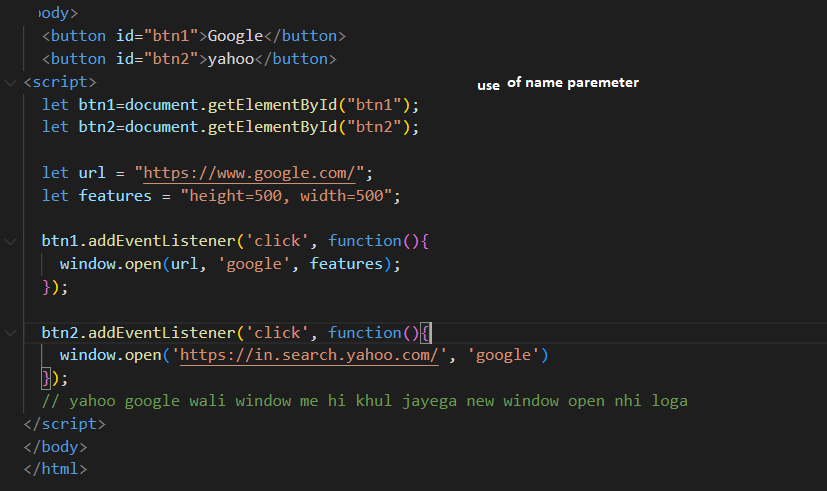 ody>
<button id="btn1">Google</button>
<button id="btn2">yahoo</button>
<script>
use of name paremeter
let btn1=document.getElementById("btn1");
let btn2=document.getElementById("btn2");
let url = "https://www.google.com/";
let features = "height=500, width=500";
btn1.addEventListener('click', function(){
window.open(url, 'google', features);
});
btn2.addEventListener('click', function(){
window.open('https://in.search.yahoo.com/', 'google')
});
// yahoo google wali window me hi khul jayega new window open nhi loga
</script>
</body>
</html>